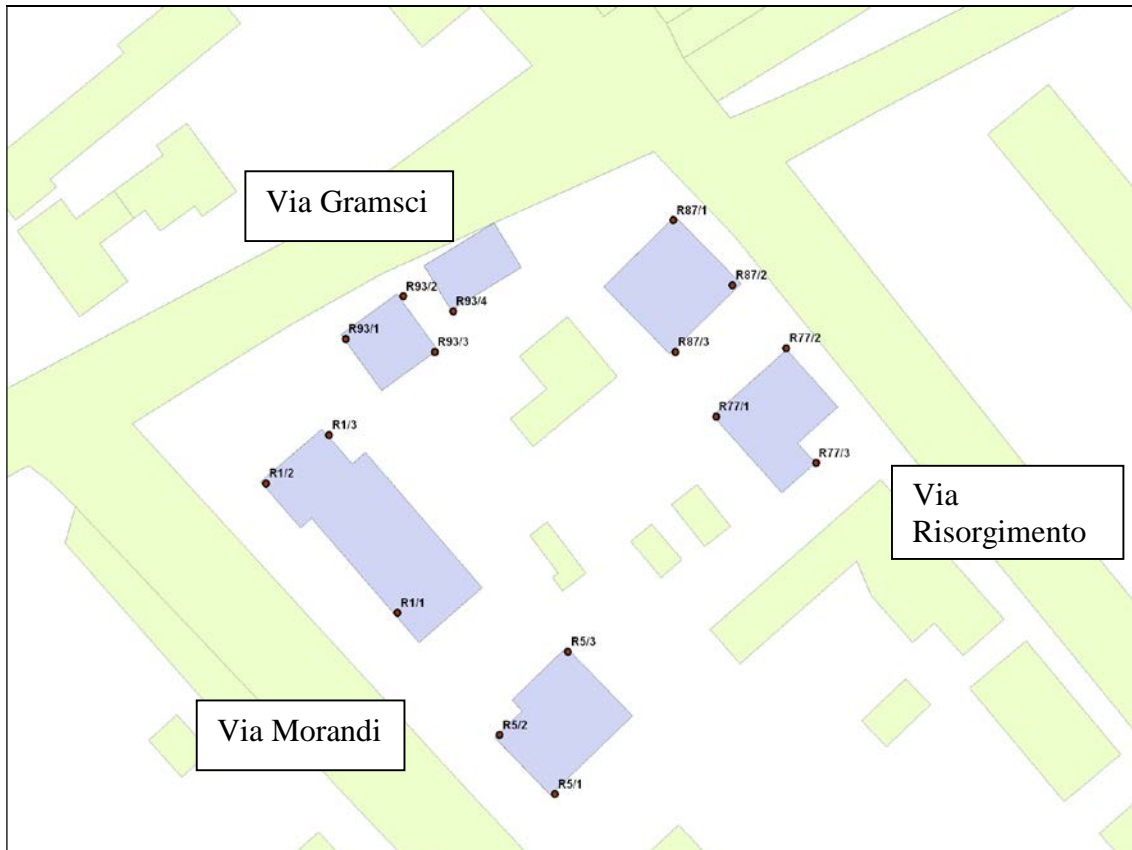 Via Gramsci
R87/1
R87/2
R93/2
R93/4
R93/1
R93/3
R87/3
R77/2
R77/1
R1/3
R77/3
R1/2
Via
Risorgimento
R1/1
R5/3
Via Morandi
R5/2
R5/1